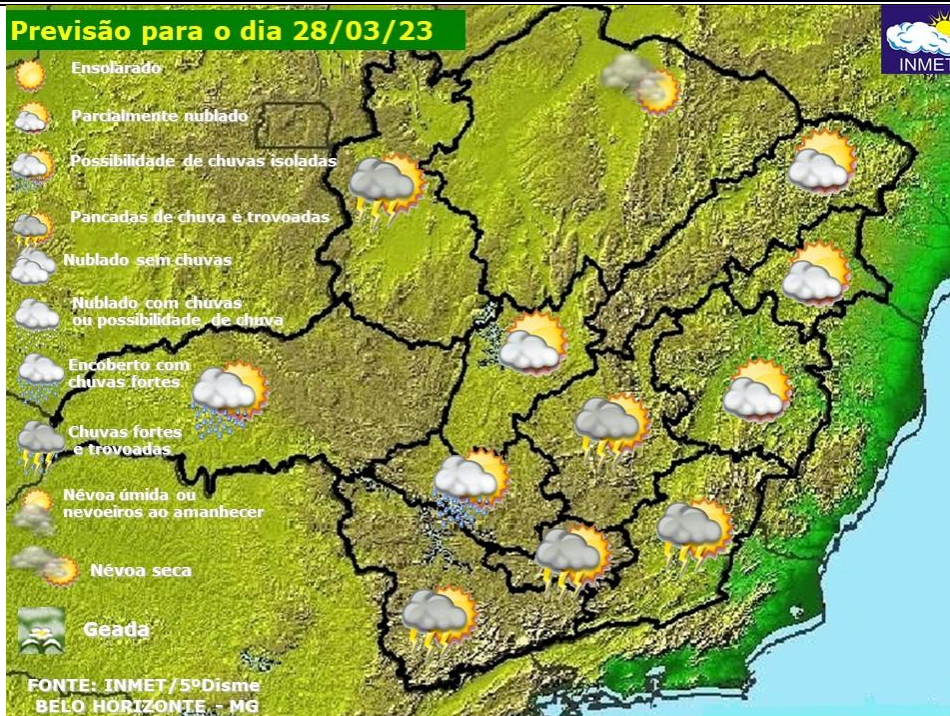 Previsão para o dia 28/03/23
INMET
Ensolarado
Parcialmente nublado
Possibilidade de chuvas isoladas
Pancadas de chuva e trovoadas
Nublado sem chuvas
Nublado com chuvas
ou possibilidade de chuva
Encoberto com
chuvas fortes
Chuvas fortes
e trovoadas
Névoa úmida ou
nevoeiros ao amanhecer
Névoa seca
Geada
FONTE: INMET/5ºDisme
BELO HORIZONTE - MG